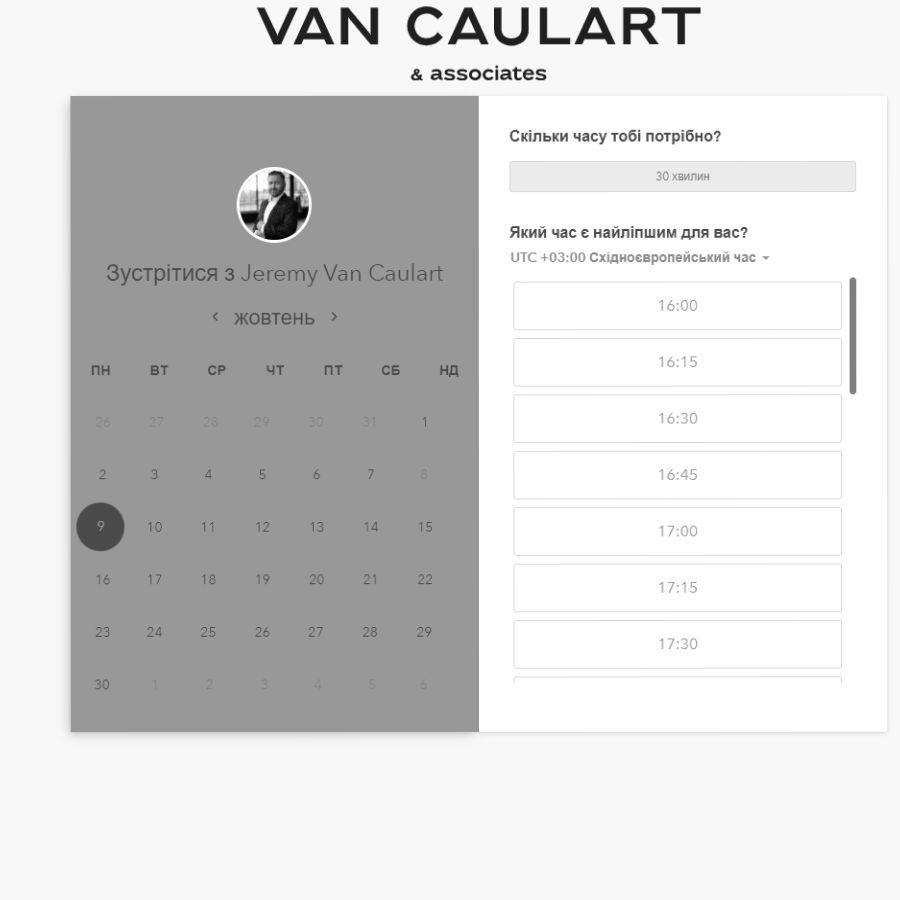 VAN CAULART
& associates
Зустрітися з Jeremy Van Caulart
жовтень
ПН ВТ СР ЧТ ПТ СБ НД
26 27 28 29 30 31 1
2 3 4 5 6 7 8
9 10 11 12 13 14 15
16 17 18 19 20 21 22
23 24 25 26 27 28 29
30 1 2 3 4 5 6
Скільки часу тобі потрібно?
30 хвилин
Який час є найліпшим для вас?
UTC +03:00 Східноєвропейський час
16:00
16:15
16:30
16:45
17:00
17:15
17:30